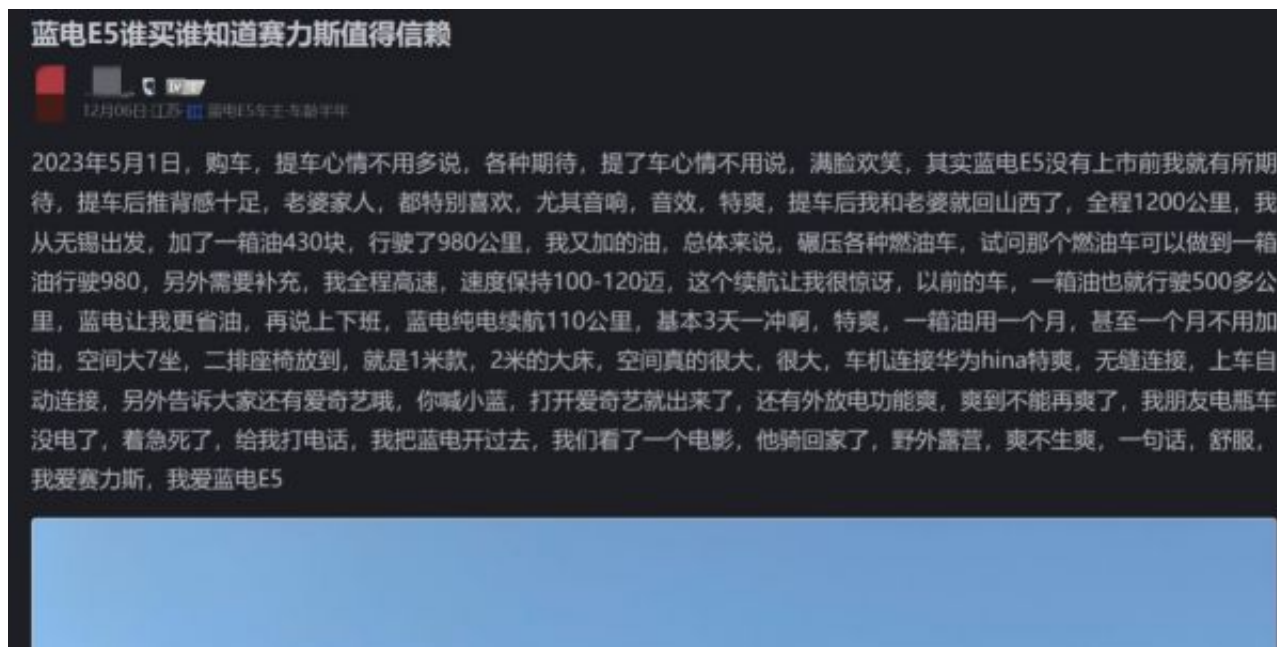 蓝电E5谁买谁知道赛力斯值得信赖
12月06日·江苏· 蓝电E5车主·车龄半年
2023年5月1日，购车，提车心情不用多说，各种期待，提了车心情不用说，满脸欢笑，其实蓝电E5没有上市前我就有所期
待，提车后推背感十足，老婆家人，都特别喜欢，尤其音响，音效，特爽，提车后我和老婆就回山西了，全程1200公里，我
从无锡出发，加了一箱油430块，行驶了980公里，我又加的油，总体来说，碾压各种燃油车，试问那个燃油车可以做到一箱
油行驶980，另外需要补充，我全程高速，速度保持100-120迈，这个续航让我很惊讶，以前的车，一箱油也就行驶500多公
里，蓝电让我更省油，再说上下班，蓝电纯电续航110公里，基本3天一冲啊，特爽，一箱油用一个月，甚至一个月不用加
油，空间大7坐，二排座椅放到，就是1米款，2米的大床，空间真的很大，很大，车机连接华为hina特爽，无缝连接，上车自
动连接，另外告诉大家还有爱奇艺哦，你喊小蓝，打开爱奇艺就出来了，还有外放电功能爽，爽到不能再爽了，我朋友电瓶车
没电了，着急死了，给我打电话，我把蓝电开过去，我们看了一个电影，他骑回家了，野外露营，爽不生爽，一句话，舒服，
我爱赛力斯，我爱蓝电E5